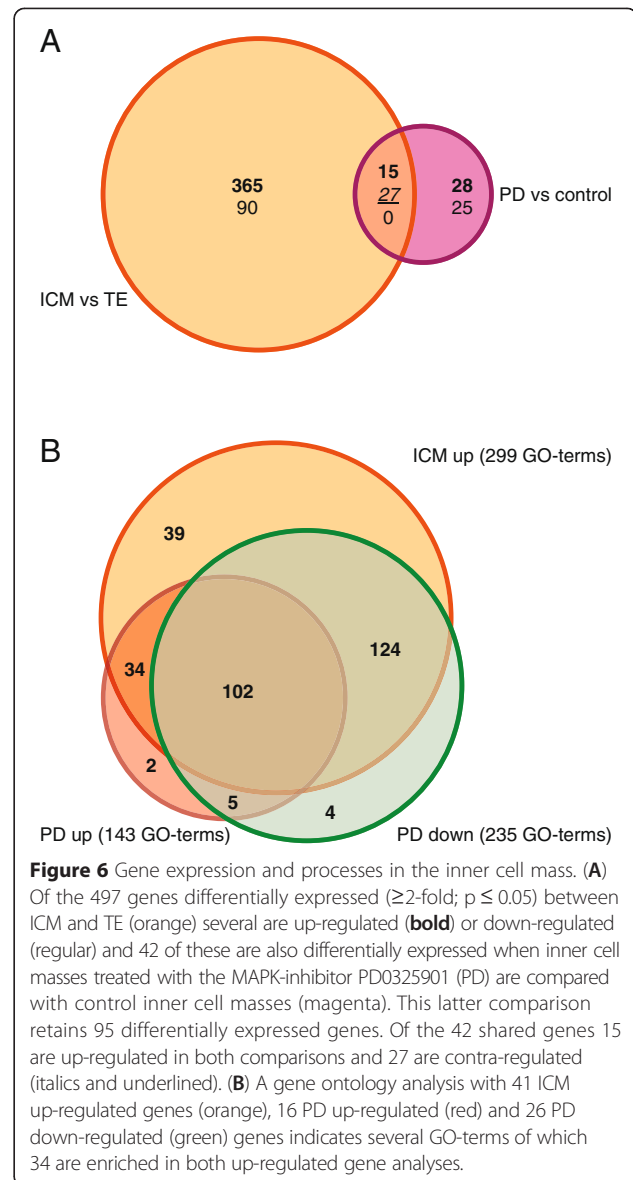 A
365
90
15
27
0
28
25
PD vs control
ICM vs TE
B
ICM up (299 GO-terms)
39
124
34
102
2
5
4
PD up (143 GO-terms)
PD down (235 GO-terms)
Figure 6 Gene expression and processes in the inner cell mass. (A)
Of the 497 genes differentially expressed (≥2-fold; p ≤ 0.05) between
ICM and TE (orange) several are up-regulated (bold) or down-regulated
(regular) and 42 of these are also differentially expressed when inner cell
masses treated with the MAPK-inhibitor PD0325901 (PD) are compared
with control inner cell masses (magenta). This latter comparison
retains 95 differentially expressed genes. Of the 42 shared genes 15
are up-regulated in both comparisons and 27 are contra-regulated
(italics and underlined). (B) A gene ontology analysis with 41 ICM
up-regulated genes (orange), 16 PD up-regulated (red) and 26 PD
down-regulated (green) genes indicates several GO-terms of which
34 are enriched in both up-regulated gene analyses.